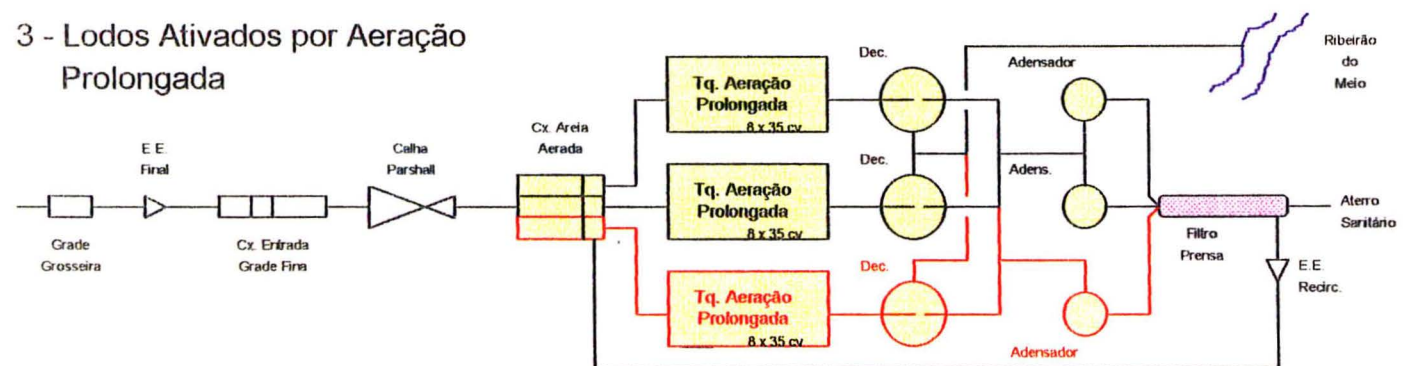 3 - Lodos Ativados por Aeração
Prolongada
Grade
Grosseira
E.E.
Final
Cx. Entrada
Grade Fina
Calha
Parshall
Cx. Areia
Aerada
Tq. Aeração
Prolongada
8 x 35 cv
Tq. Aeração
Prolongada
8 x 35 cv
Tq. Aeração
Prolongada
8 x 35 cv
Dec.
Dec.
Dec.
Adensador
Adens.
Adensador
Ribeirão
do
Meio
Filtro
Prensa
Aterro
Sanitário
E.E.
Recirc.